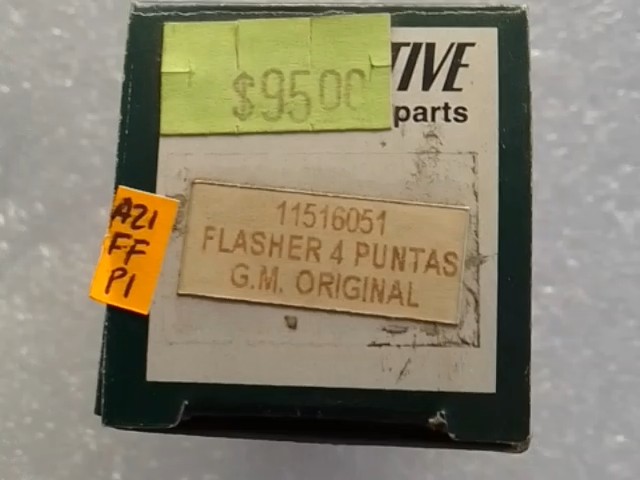 $9500
TIVE
parts
11516051
FLASHER 4 PUNTAS
G.M. ORIGINAL
A21
FF
P1